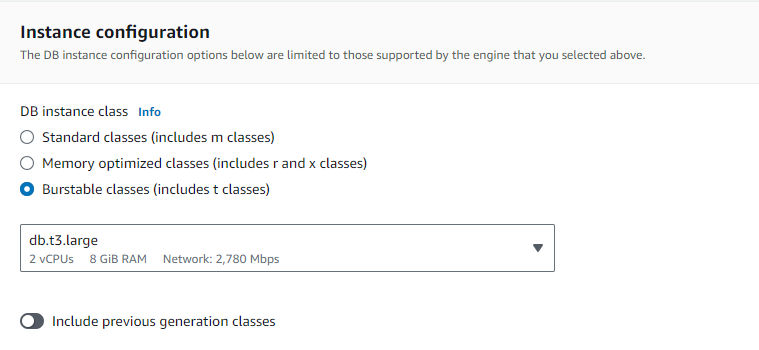 Instance configuration
The DB instance configuration options below are limited to those supported by the engine that you selected above.
DB instance class Info
Standard classes (includes m classes)
Memory optimized classes (includes r and x classes)
Burstable classes (includes t classes)
db.t3.large
2 vCPUs 8 GiB RAM Network: 2,780 Mbps
Include previous generation classes